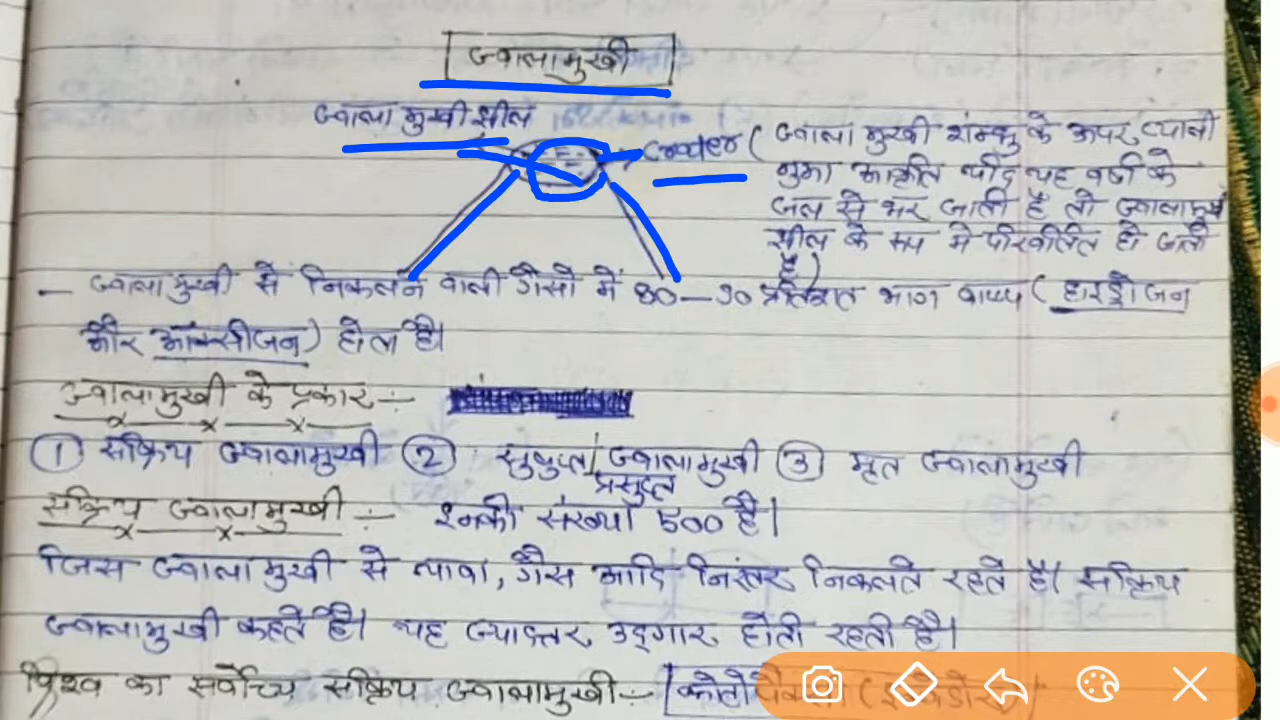 ज्वालामुखी
ज्वाला मुखी झील
Crater ( ज्वाला मुखी शंक्कु के ऊपर प्याली
नुमा आकृति यदि यह वर्षा के
जल से भर जाती है तो ज्वालामुखी
झील के रूप मे परिवर्तित हो जाती
है )
– ज्वालामुखी से निकलने वाली गैसो में 80–90 प्रतिशत भाग वाष्प ( हाइड्रोजन
और ऑक्सीजन) होता है।
ज्वालामुखी के प्रकार :-
① सक्रिय ज्वालामुखी ② सुषुप्त/प्रसुप्त ज्वालामुखी ③ मृत ज्वालामुखी
सक्रिय ज्वालामुखी :- इनकी संख्या 500 है।
जिस ज्वालामुखी से लावा, गैस आदि निरंतर निकलते रहते है। सक्रिय
ज्वालामुखी कहते है। यह ज्यादातर उद्गार होती रहती है।
विश्व का सर्वोच्च सक्रिय ज्वालामुखी :-